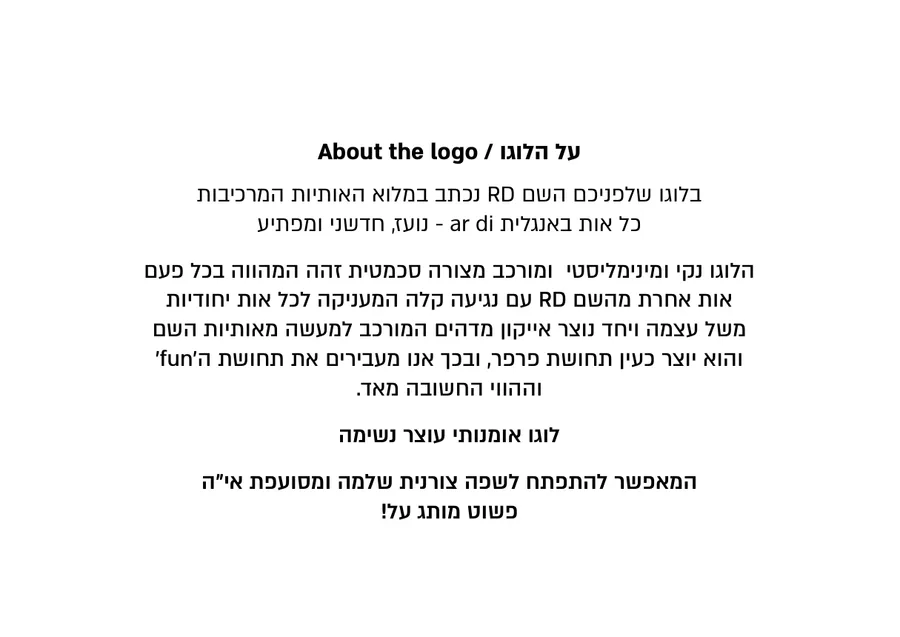 על הלוגו / About the logo
בלוגו שלפניכם השם RD נכתב במלוא האותיות המרכיבות
כל אות באנגלית ar di - נועז, חדשני ומפתיע
הלוגו נקי ומינימליסטי  ומורכב מצורה סכמטית זהה המהווה בכל פעם
אות אחרת מהשם RD עם נגיעה קלה המעניקה לכל אות יחודיות
משל עצמה ויחד נוצר אייקון מדהים המורכב למעשה מאותיות השם
והוא יוצר כעין תחושת פרפר, ובכך אנו מעבירים את תחושת ה'fun'
וההווי החשובה מאד.
לוגו אומנותי עוצר נשימה
המאפשר להתפתח לשפה צורנית שלמה ומסועפת אי"ה
פשוט מותג על!